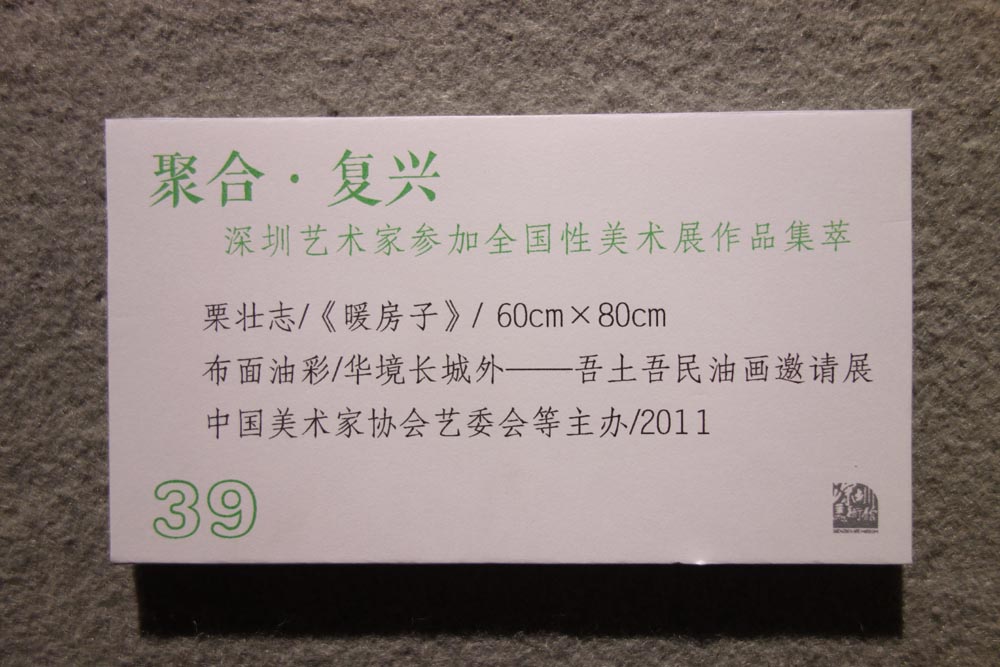 聚合·复兴
深圳艺术家参加全国性美术展作品集萃
栗壮志/《暖房子》/ 60cm×80cm
布面油彩/华境长城外——吾土吾民油画邀请展
中国美术家协会艺委会等主办/2011
39